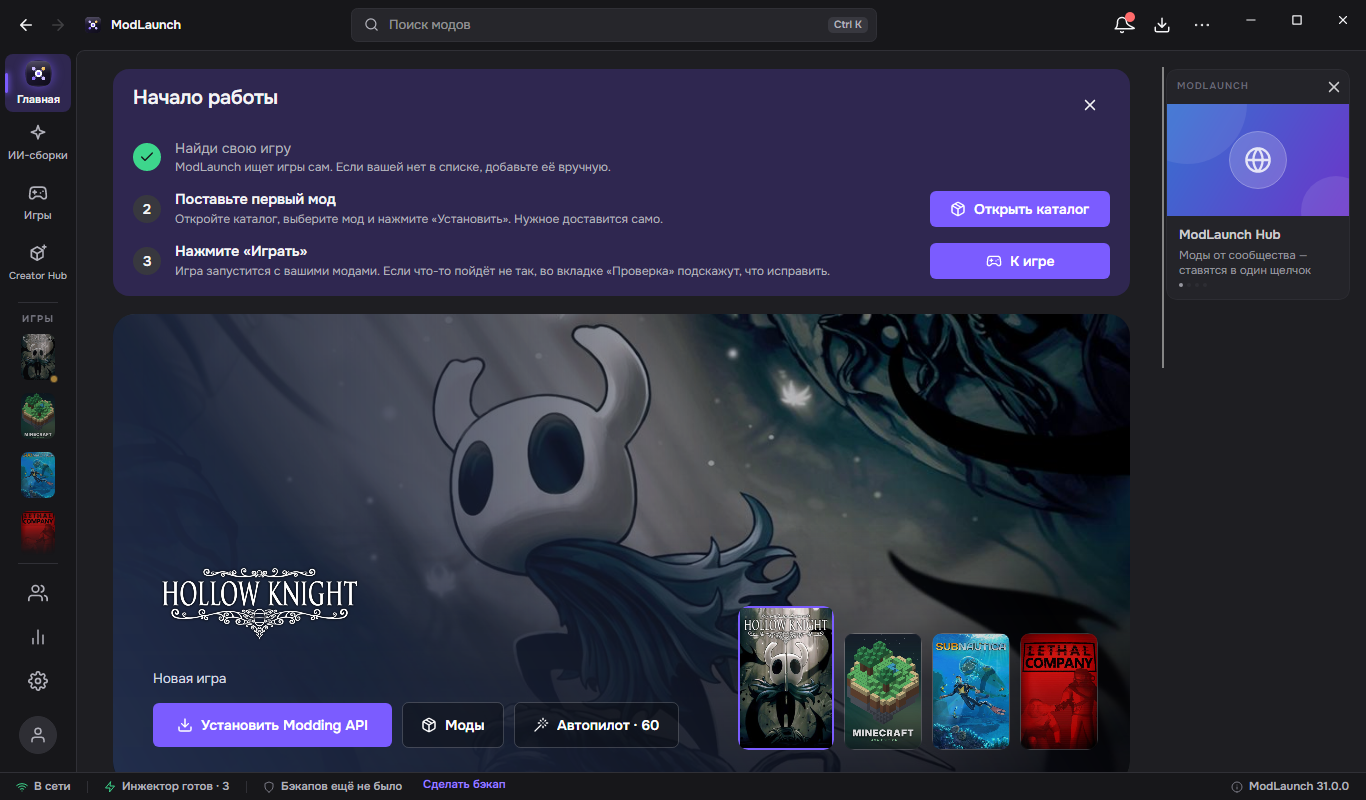 ModLaunch
Поиск модов
Ctrl K
Главная
ИИ-сборки
Игры
Creator Hub
ИГРЫ
MINECRAFT
LETHAL
COMPANY
Начало работы
Найди свою игру
ModLaunch ищет игры сам. Если вашей нет в списке, добавьте её вручную.
2
Поставьте первый мод
Откройте каталог, выберите мод и нажмите «Установить». Нужное доставится само.
Открыть каталог
3
Нажмите «Играть»
Игра запустится с вашими модами. Если что-то пойдёт не так, во вкладке «Проверка» подскажут, что исправить.
К игре
MODLAUNCH
ModLaunch Hub
Моды от сообщества —
ставятся в один щелчок
HOLLOW KNIGHT
Новая игра
Установить Modding API
Моды
Автопилот · 60
HOLLOW KNIGHT
MINECRAFT
SUBNAUTICA
LETHAL
COMPANY
В сети
Инжектор готов · 3
Бэкапов ещё не было
Сделать бэкап
ModLaunch 31.0.0